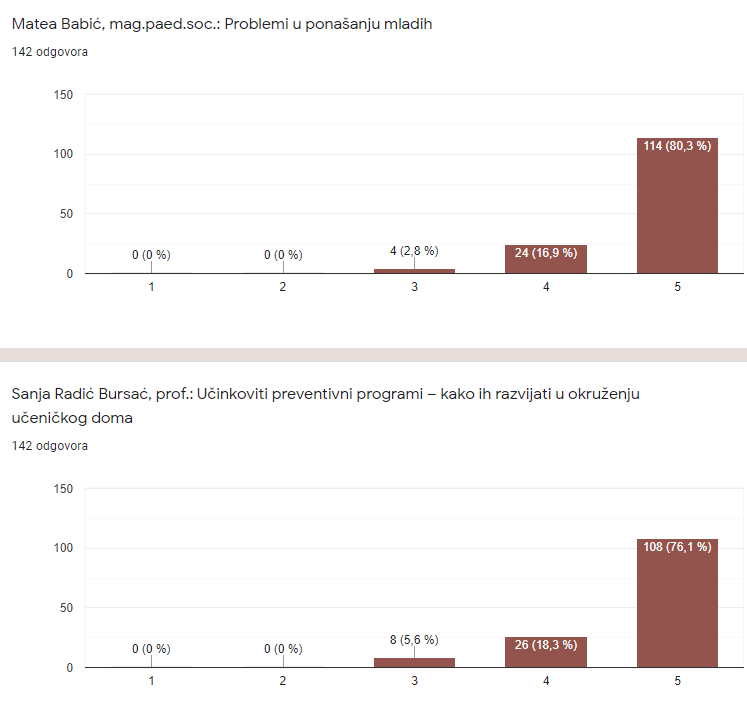 Matea Babić, mag.paed.soc.: Problemi u ponašanju mladih
142 odgovora
150
100
50
0
0 (0 %)
0 (0 %)
4 (2,8 %)
24 (16,9 %)
114 (80,3 %)
1
2
3
4
5
Sanja Radić Bursać, prof.: Učinkoviti preventivni programi – kako ih razvijati u okruženju
učeničkog doma
142 odgovora
150
100
50
0
0 (0 %)
0 (0 %)
8 (5,6 %)
26 (18,3 %)
108 (76,1 %)
1
2
3
4
5